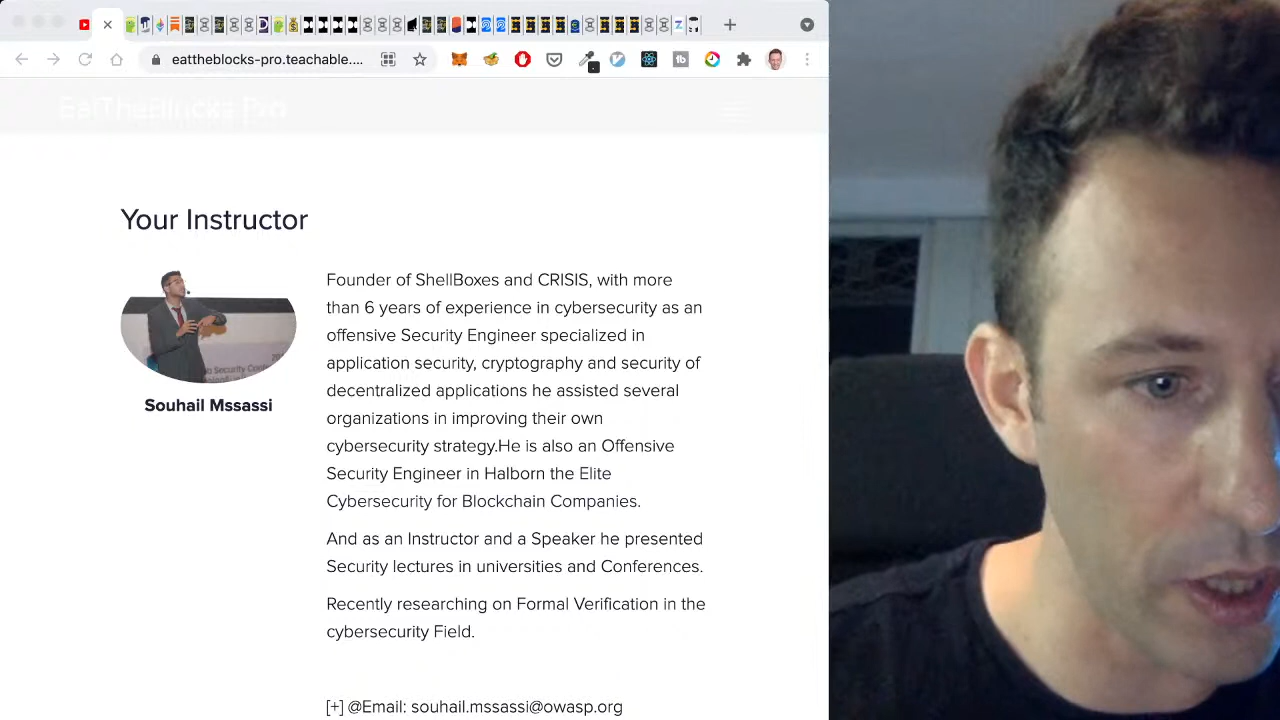 eattheblocks-pro.teachable....
EatTheBlocks Pro
Your Instructor
Founder of ShellBoxes and CRISIS, with more
than 6 years of experience in cybersecurity as an
offensive Security Engineer specialized in
application security, cryptography and security of
decentralized applications he assisted several
organizations in improving their own
cybersecurity strategy.He is also an Offensive
Security Engineer in Halborn the Elite
Cybersecurity for Blockchain Companies.
Souhail Mssassi
And as an Instructor and a Speaker he presented
Security lectures in universities and Conferences.
Recently researching on Formal Verification in the
cybersecurity Field.
[+] @Email: souhail.mssassi@owasp.org